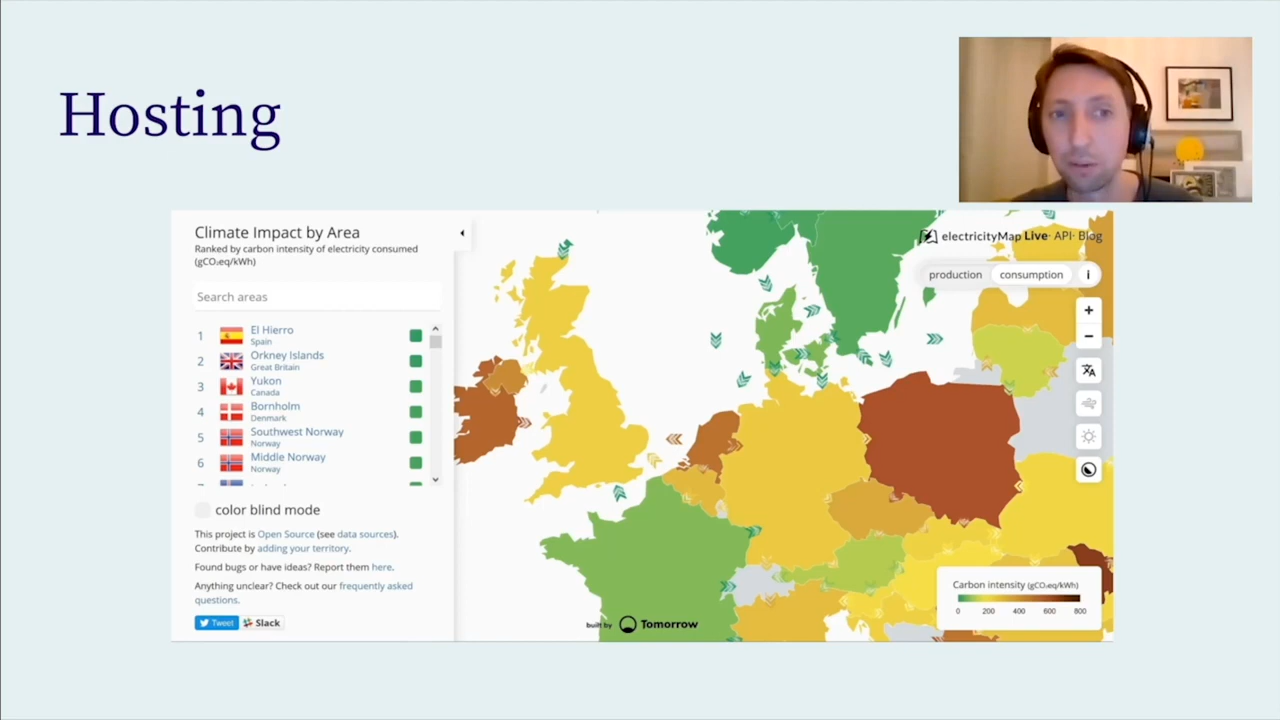 Hosting
Climate Impact by Area
Ranked by carbon intensity of electricity consumed
(gCO₂eq/kWh)
Search areas
1 El Hierro
Spain
2 Orkney Islands
Great Britain
3 Yukon
Canada
4 Bornholm
Denmark
5 Southwest Norway
Norway
6 Middle Norway
Norway
color blind mode
This project is Open Source (see data sources).
Contribute by adding your territory.
Found bugs or have ideas? Report them here.
Anything unclear? Check out our frequently asked
questions.
Tweet Slack
electricityMap Live· API· Blog
production consumption i
+
−
Carbon intensity (gCO₂eq/kWh)
0 200 400 600 800
built by Tomorrow